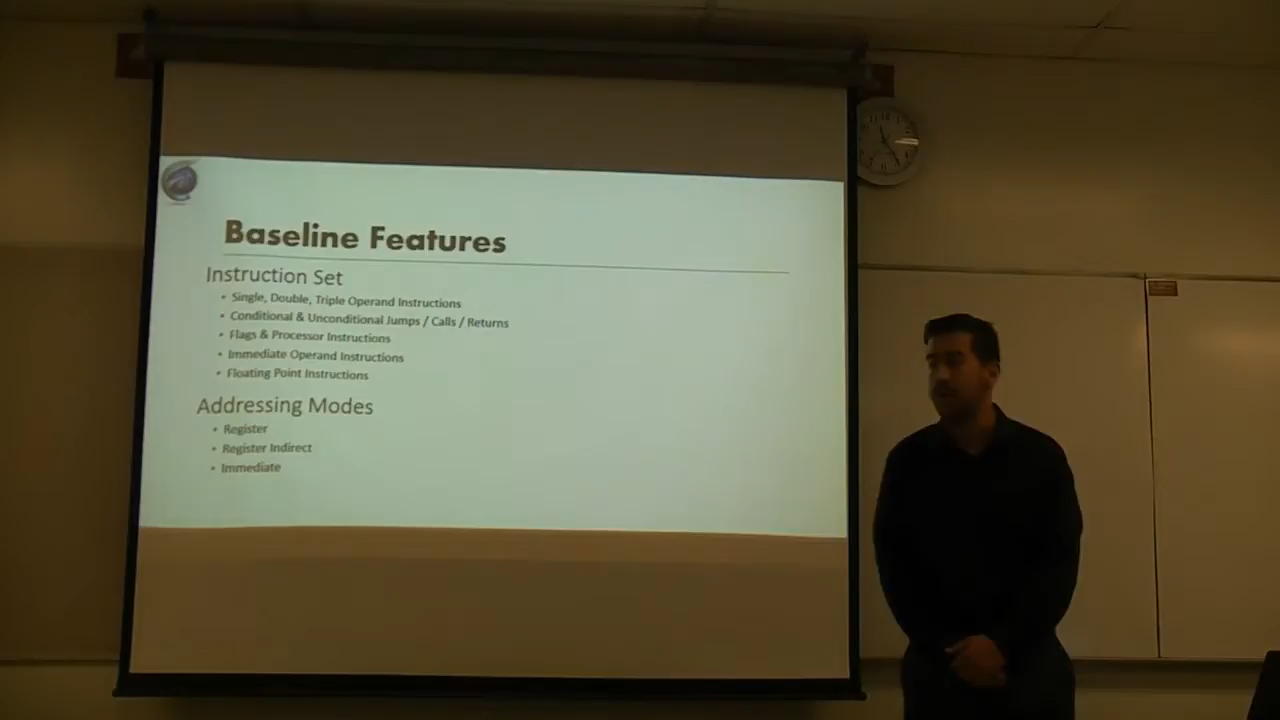 Baseline Features
Instruction Set
• Single, Double, Triple Operand Instructions
• Conditional & Unconditional Jumps / Calls / Returns
• Flags & Processor Instructions
• Immediate Operand Instructions
• Floating Point Instructions
Addressing Modes
• Register
• Register Indirect
• Immediate